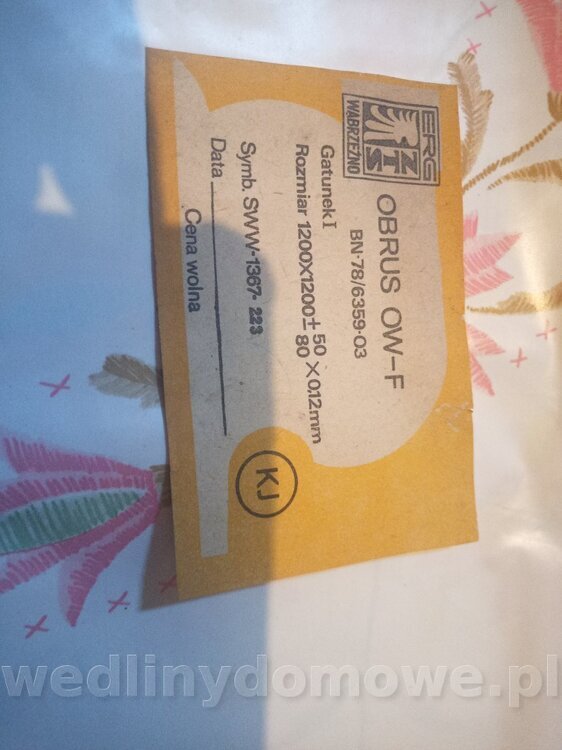 ERG
ZTS
WĄBRZEŹNO
OBRUS OW-F
BN-78/6359-03
Gatunek I
Rozmiar 1200X1200 ± 50 80 X 0,12mm
Symb. SWW-1367- 223
Data
Cena wolna
KJ
wedlinydomowe.pl